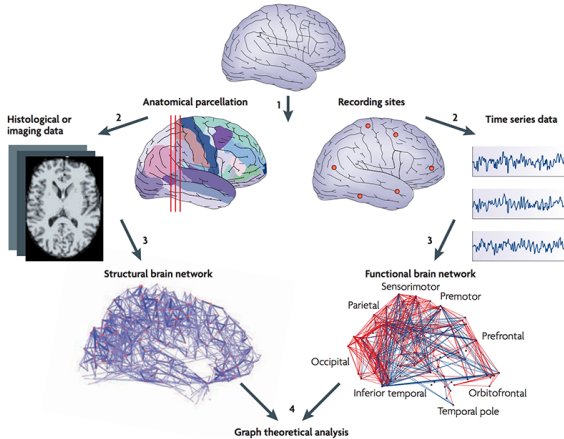 Anatomical parcellation
1
Recording sites
Histological or
imaging data
2
2
Time series data
3
3
Structural brain network
Functional brain network
Sensorimotor
Premotor
Parietal
Prefrontal
Occipital
Inferior temporal
Orbitofrontal
Temporal pole
4
Graph theoretical analysis